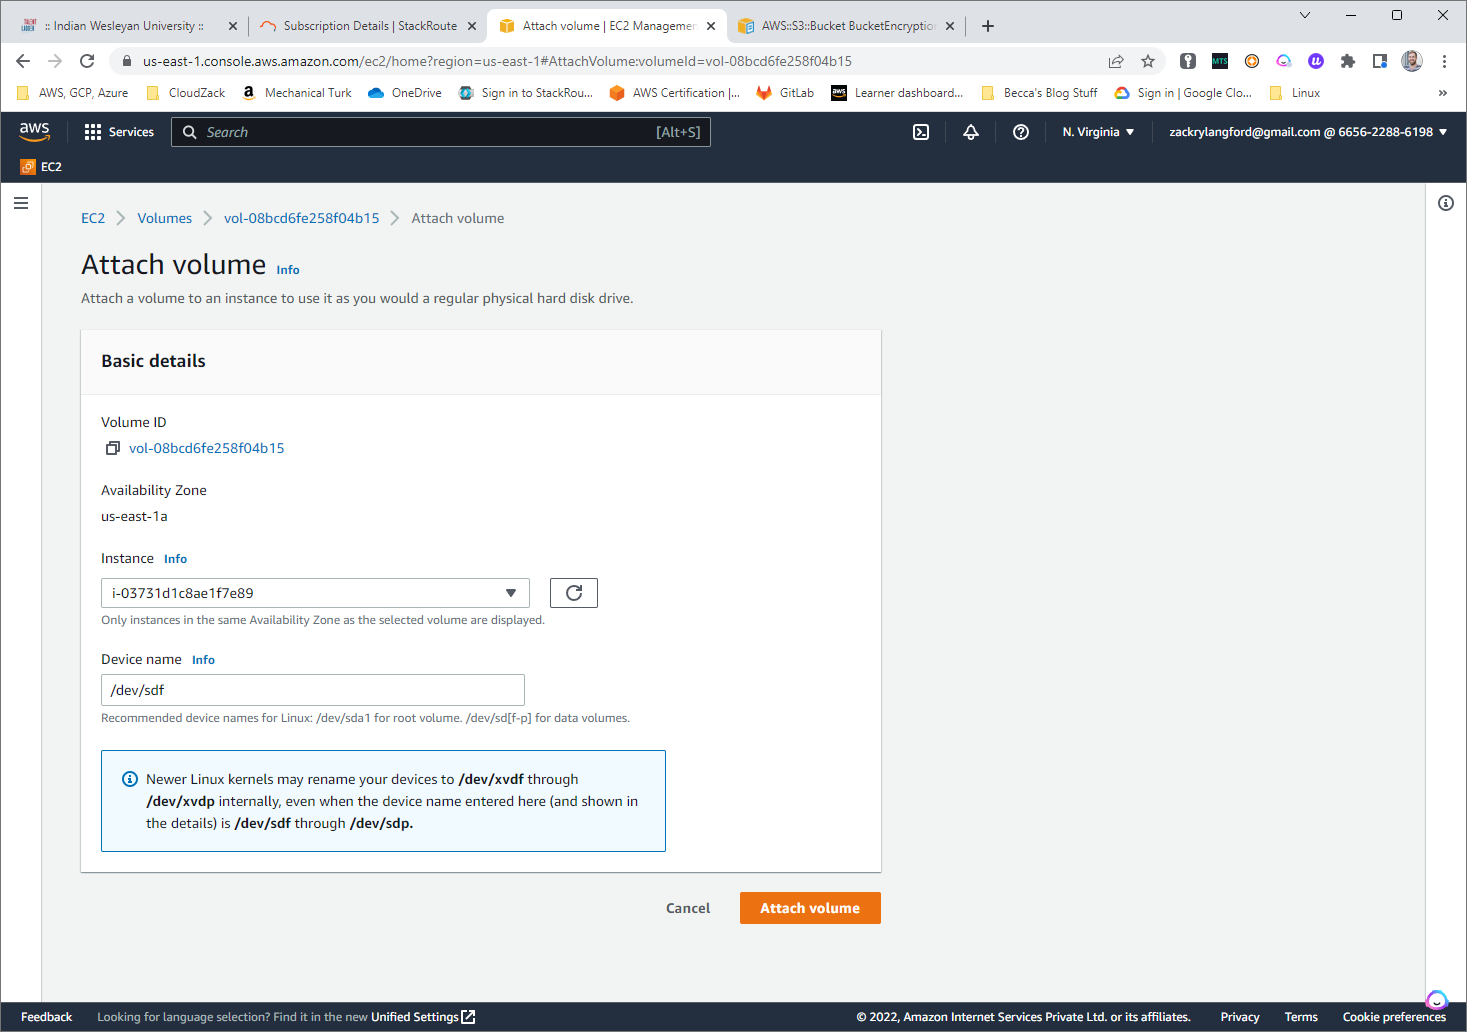 :: Indian Wesleyan University ::
Subscription Details | StackRoute
Attach volume | EC2 Managemen
AWS::S3::Bucket BucketEncryptio
us-east-1.console.aws.amazon.com/ec2/home?region=us-east-1#AttachVolume:volumeId=vol-08bcd6fe258f04b15
MTS
AWS, GCP, Azure
CloudZack
Mechanical Turk
OneDrive
Sign in to StackRou...
AWS Certification |...
GitLab
Learner dashboard...
Becca's Blog Stuff
Sign in | Google Clo...
Linux
»
aws
Services
Search
[Alt+S]
N. Virginia
zackrylangford@gmail.com @ 6656-2288-6198
EC2
EC2
Volumes
vol-08bcd6fe258f04b15
Attach volume
Attach volume Info
Attach a volume to an instance to use it as you would a regular physical hard disk drive.
Basic details
Volume ID
vol-08bcd6fe258f04b15
Availability Zone
us-east-1a
Instance Info
i-03731d1c8ae1f7e89
Only instances in the same Availability Zone as the selected volume are displayed.
Device name Info
/dev/sdf
Recommended device names for Linux: /dev/sda1 for root volume. /dev/sd[f-p] for data volumes.
Newer Linux kernels may rename your devices to /dev/xvdf through
/dev/xvdp internally, even when the device name entered here (and shown in
the details) is /dev/sdf through /dev/sdp.
Cancel
Attach volume
Feedback
Looking for language selection? Find it in the new Unified Settings
© 2022, Amazon Internet Services Private Ltd. or its affiliates.
Privacy
Terms
Cookie preferences